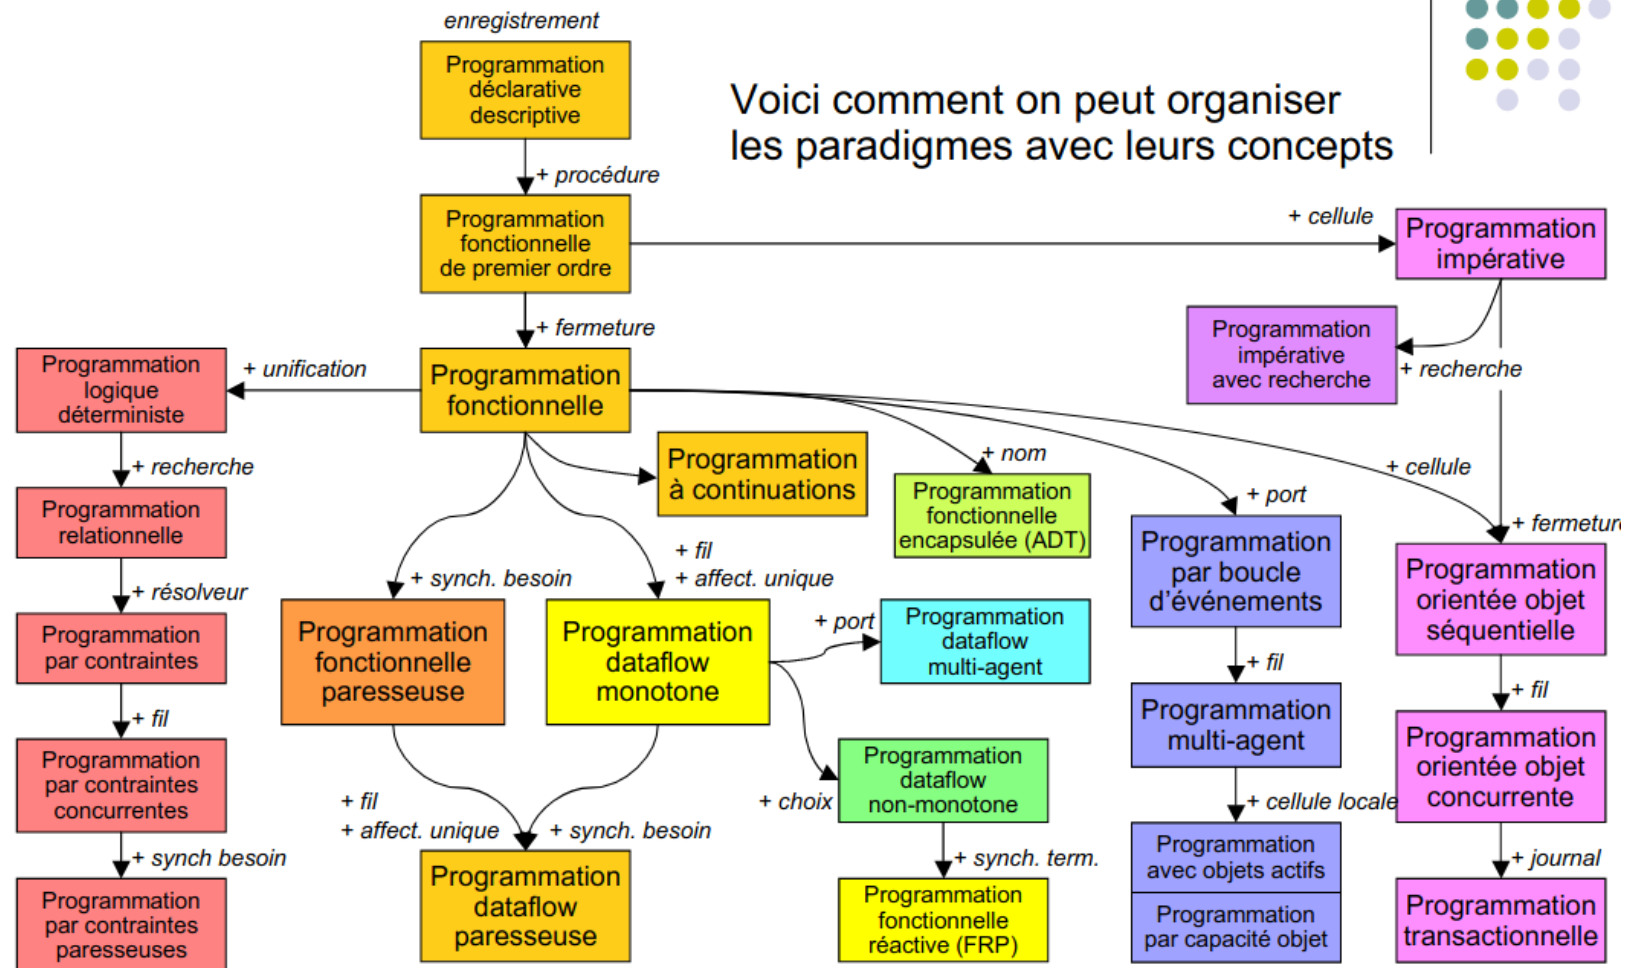 enregistrement
Programmation
déclarative
descriptive
Voici comment on peut organiser
les paradigmes avec leurs concepts
+ procédure
Programmation
fonctionnelle
de premier ordre
+ cellule
Programmation
impérative
+ fermeture
Programmation
impérative
avec recherche
+ recherche
Programmation
logique
déterministe
+ unification
Programmation
fonctionnelle
Programmation
à continuations
+ nom
Programmation
fonctionnelle
encapsulée (ADT)
+ port
+ cellule
+ fermetur
+ recherche
Programmation
relationnelle
+ synch. besoin
+ fil
+ affect. unique
Programmation
par boucle
d'événements
Programmation
orientée objet
séquentielle
+ résolveur
Programmation
par contraintes
Programmation
fonctionnelle
paresseuse
Programmation
dataflow
monotone
+ port
Programmation
dataflow
multi-agent
+ fil
+ fil
+ fil
Programmation
multi-agent
Programmation
orientée objet
concurrente
Programmation
par contraintes
concurrentes
+ fil
+ affect. unique
+ synch. besoin
+ choix
Programmation
dataflow
non-monotone
+ cellule locale
+ synch besoin
+ synch. term.
+ journal
Programmation
par contraintes
paresseuses
Programmation
dataflow
paresseuse
Programmation
fonctionnelle
réactive (FRP)
Programmation
avec objets actifs
Programmation
par capacité objet
Programmation
transactionnelle